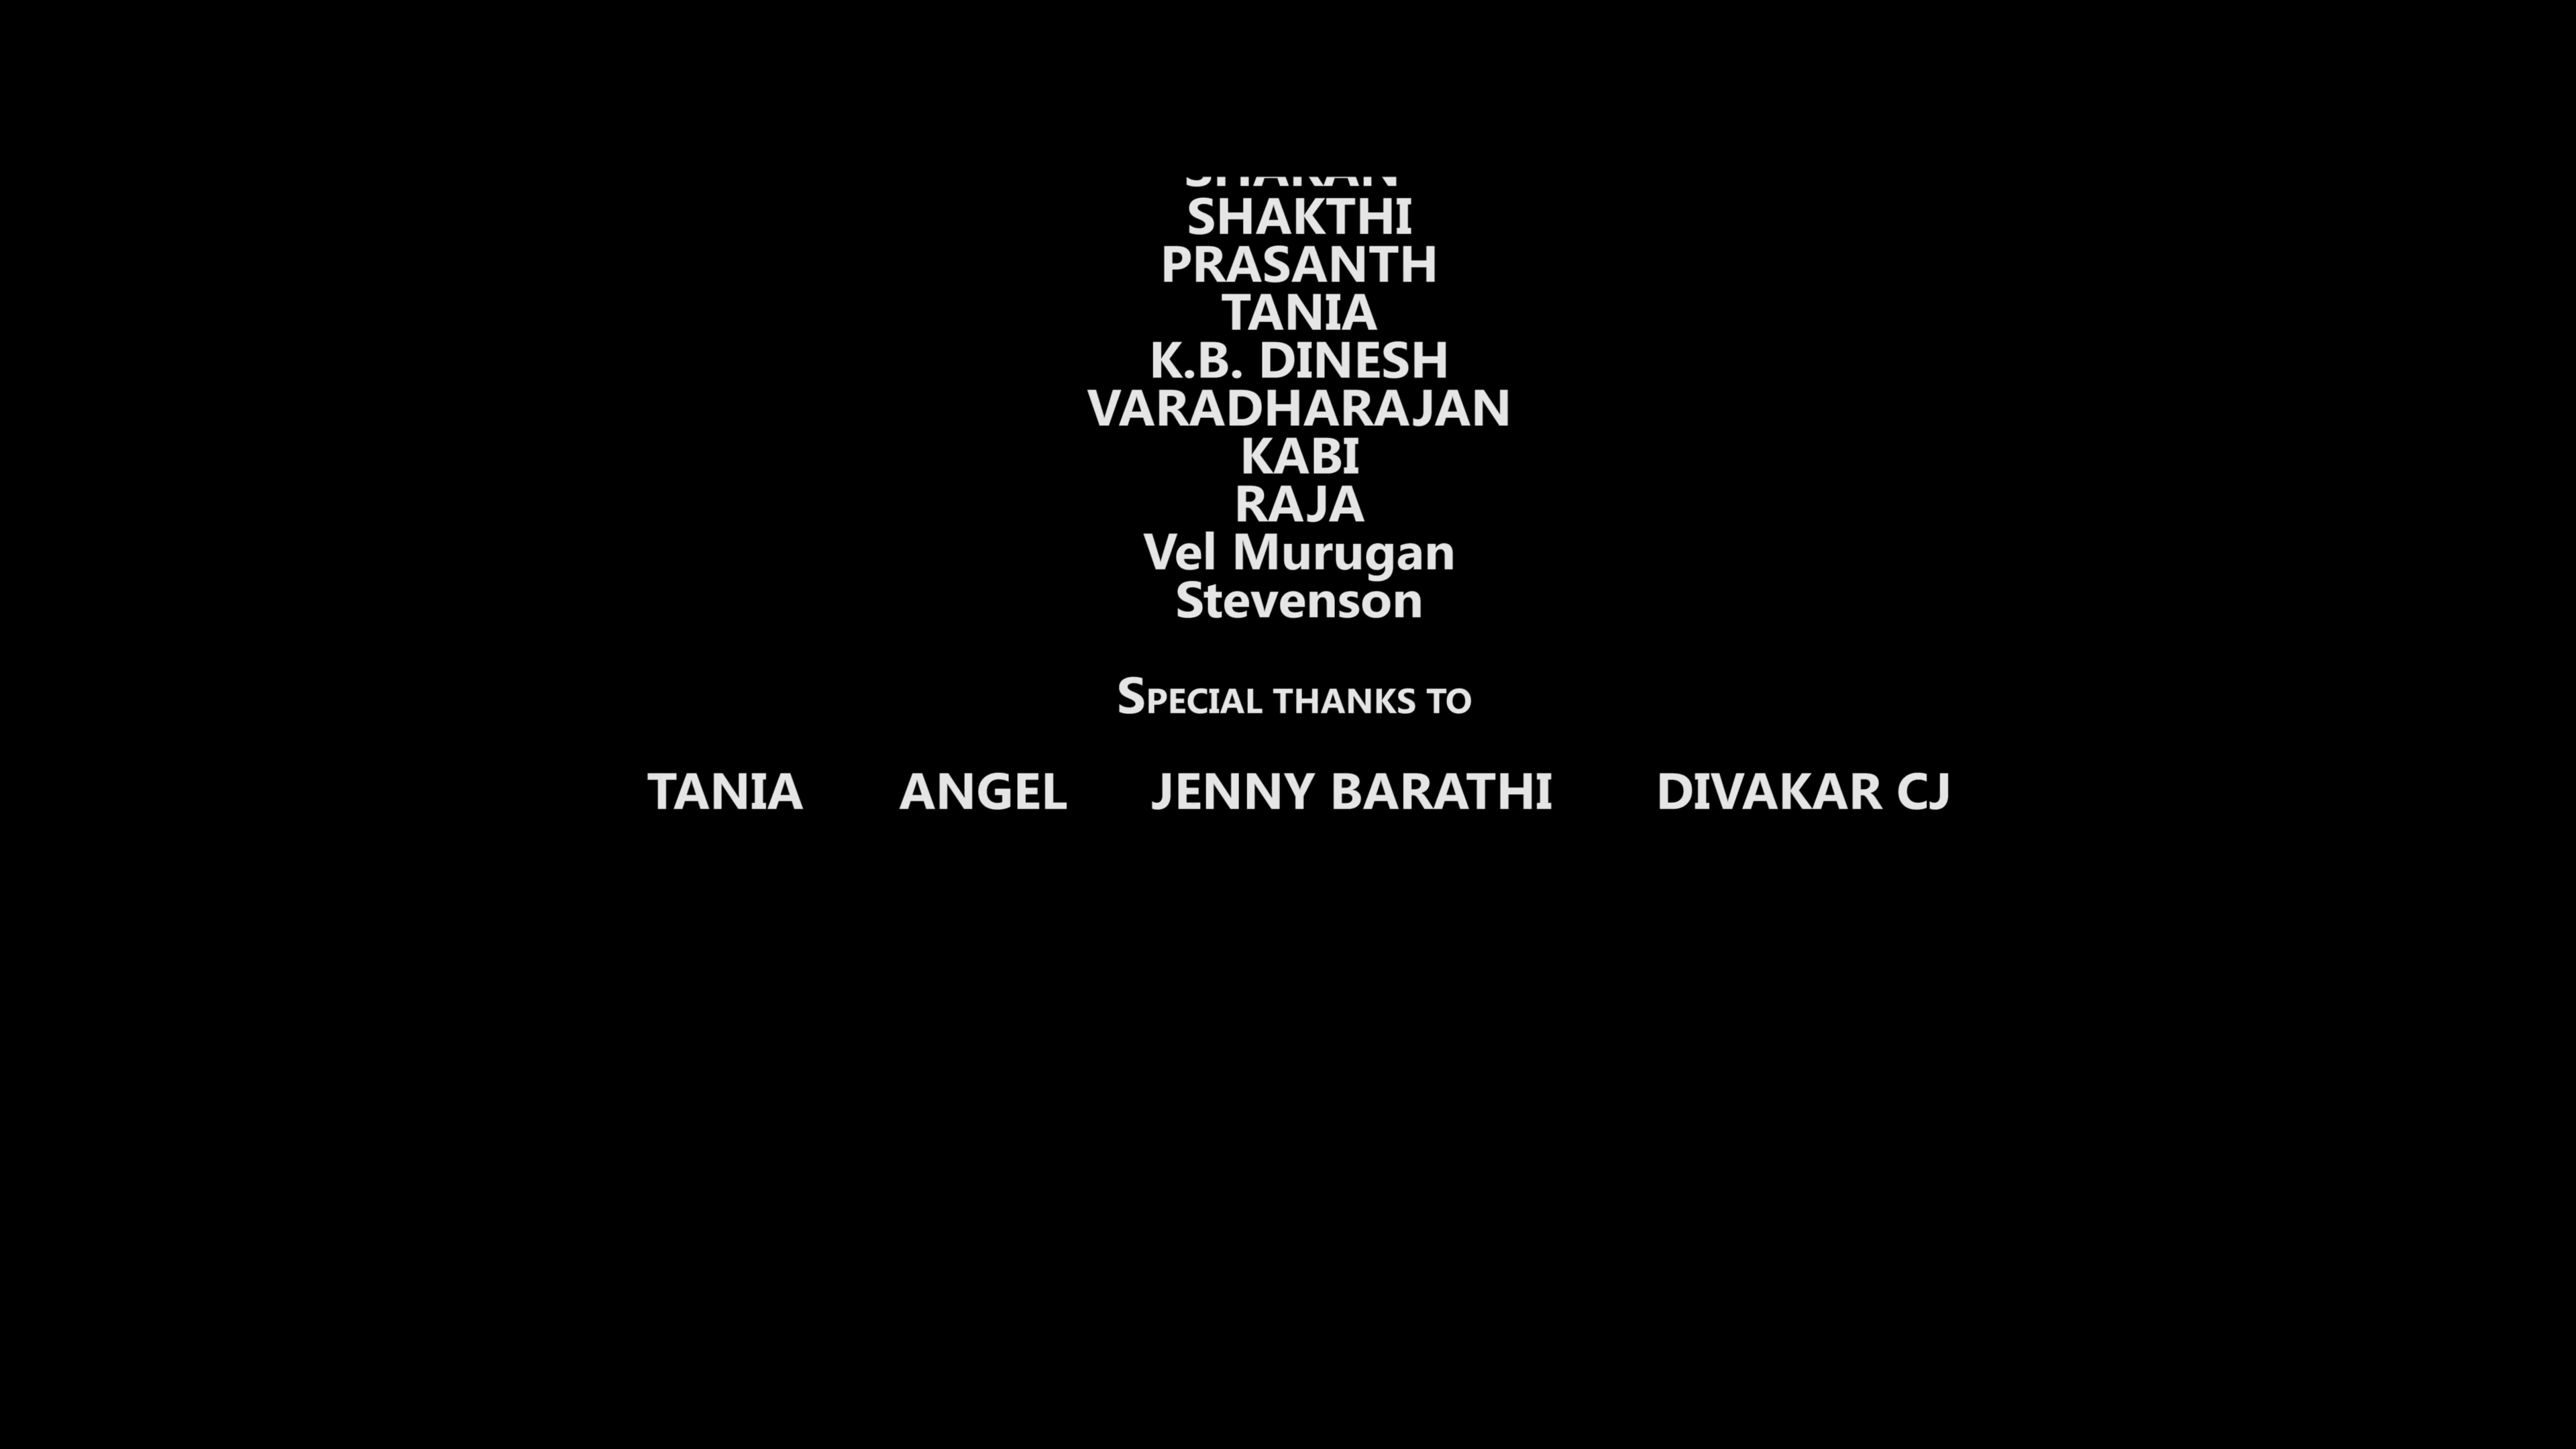 SHAKTHI
PRASANTH
TANIA
K.B. DINESH
VARADHARAJAN
KABI
RAJA
Vel Murugan
Stevenson
SPECIAL THANKS TO
TANIA ANGEL JENNY BARATHI DIVAKAR CJ